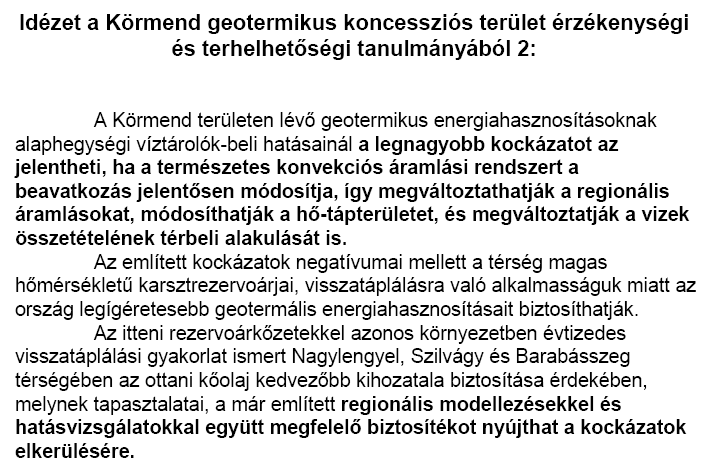 Idézet a Körmend geotermikus koncessziós terület érzékenységi
és terhelhetőségi tanulmányából 2:
A Körmend területen lévő geotermikus energiahasznosításoknak
alaphegységi víztárolók-beli hatásainál a legnagyobb kockázatot az
jelentheti, ha a természetes konvekciós áramlási rendszert a
beavatkozás jelentősen módosítja, így megváltoztathatják a regionális
áramlásokat, módosíthatják a hő-tápterületet, és megváltoztatják a vizek
összetételének térbeli alakulását is.
Az említett kockázatok negatívumai mellett a térség magas
hőmérsékletű karsztrezervoárjai, visszatáplálásra való alkalmasságuk miatt az
ország legígéretesebb geotermális energiahasznosításait biztosíthatják.
Az itteni rezervoárkőzetekkel azonos környezetben évtizedes
visszatáplálási gyakorlat ismert Nagylengyel, Szilvágy és Barabásszeg
térségében az ottani kőolaj kedvezőbb kihozatala biztosítása érdekében,
melynek tapasztalatai, a már említett regionális modellezésekkel és
hatásvizsgálatokkal együtt megfelelő biztosítékot nyújthat a kockázatok
elkerülésére.